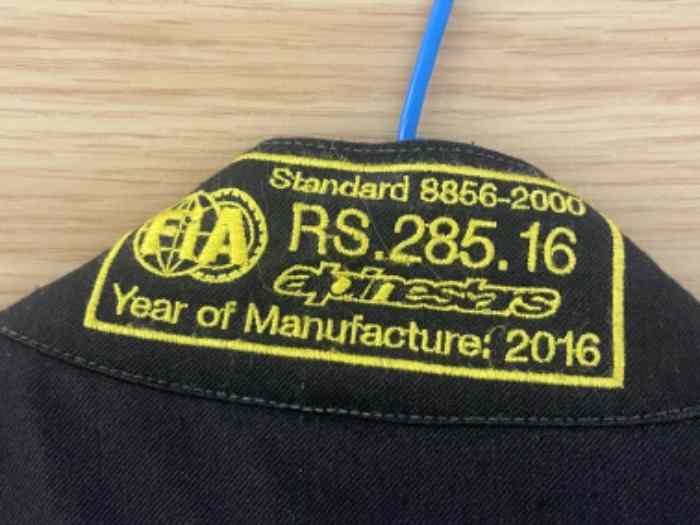 Standard 8856-2000
FIA
RS.285.16
alpinestars
Year of Manufacture: 2016